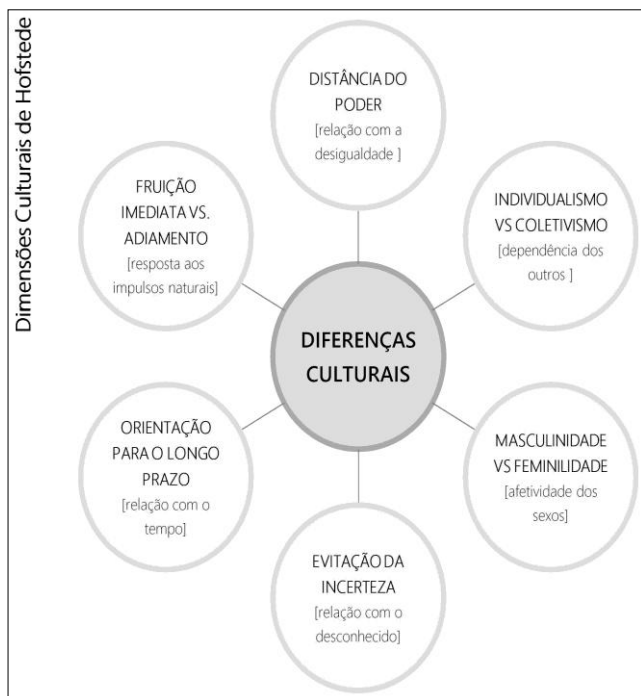 Dimensões Culturais de Hofstede
DISTÂNCIA DO
PODER
[relação com a
desigualdade ]
INDIVIDUALISMO
VS COLETIVISMO
[dependência dos
outros ]
MASCULINIDADE
VS FEMINILIDADE
[afetividade dos
sexos]
EVITAÇÃO DA
INCERTEZA
[relação com o
desconhecido]
ORIENTAÇÃO
PARA O LONGO
PRAZO
[relação com o
tempo]
FRUIÇÃO
IMEDIATA VS.
ADIAMENTO
[resposta aos
impulsos naturais]
DIFERENÇAS
CULTURAIS